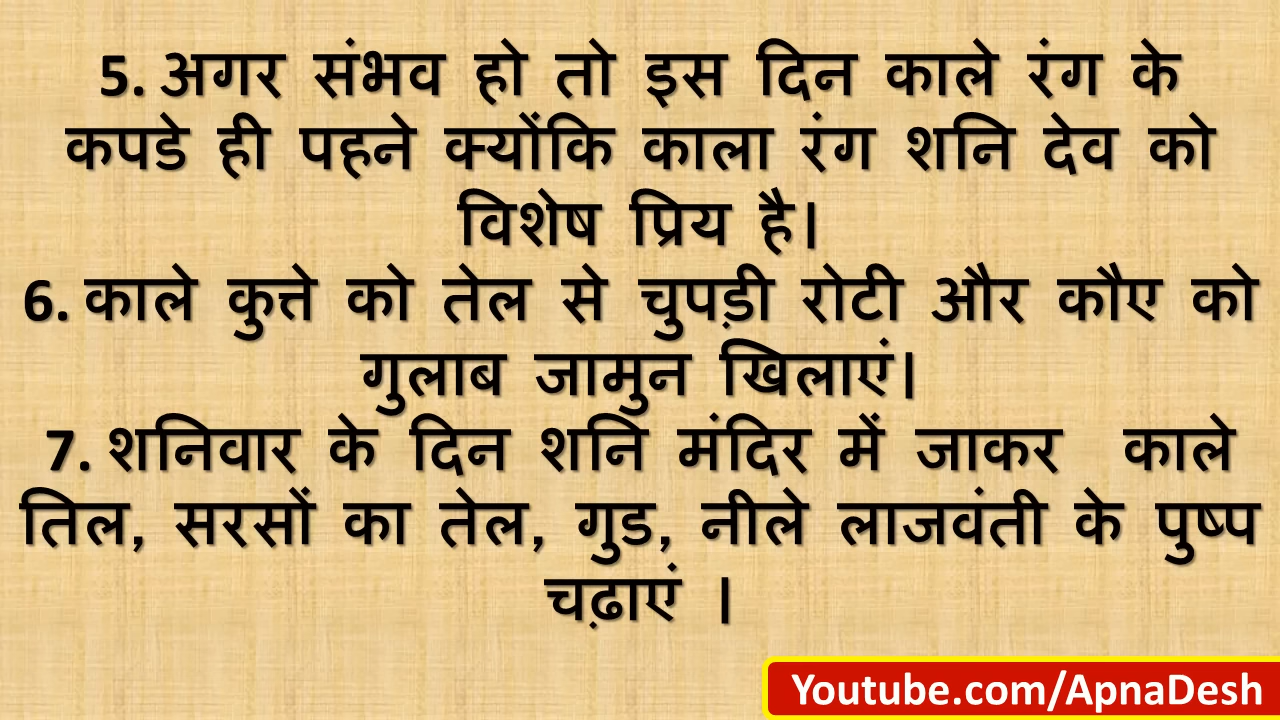 5. अगर संभव हो तो इस दिन काले रंग के
कपडे ही पहने क्योंकि काला रंग शनि देव को
विशेष प्रिय है।
6. काले कुत्ते को तेल से चुपड़ी रोटी और कौए को
गुलाब जामुन खिलाएं।
7. शनिवार के दिन शनि मंदिर में जाकर काले
तिल, सरसों का तेल, गुड, नीले लाजवंती के पुष्प
चढ़ाएं ।
Youtube.com/ApnaDesh